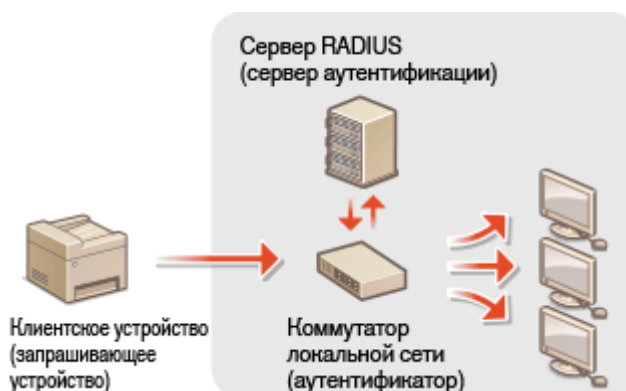 Сервер RADIUS
(сервер аутентификации)
Клиентское устройство
(запрашивающее
устройство)
Коммутатор
локальной сети
(аутентификатор)